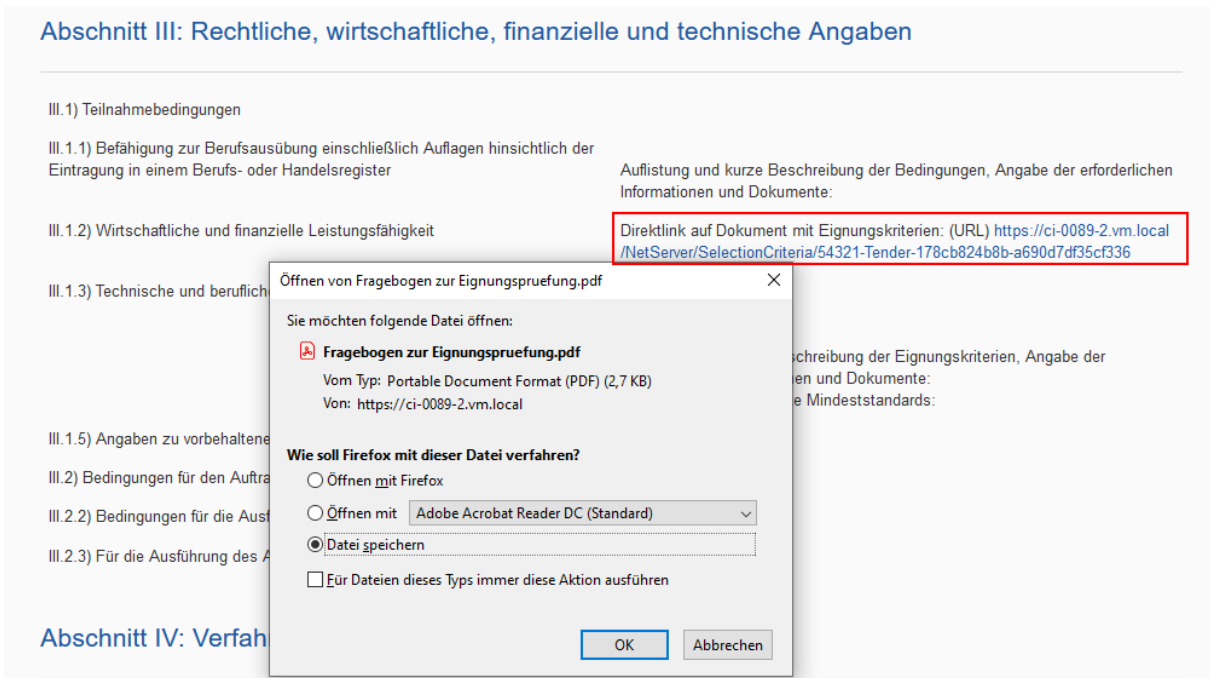 Abschnitt III: Rechtliche, wirtschaftliche, finanzielle und technische Angaben
III.1) Teilnahmebedingungen
III.1.1) Befähigung zur Berufsausübung einschließlich Auflagen hinsichtlich der
Eintragung in einem Berufs- oder Handelsregister
Auflistung und kurze Beschreibung der Bedingungen, Angabe der erforderlichen
Informationen und Dokumente:
III.1.2) Wirtschaftliche und finanzielle Leistungsfähigkeit
Direktlink auf Dokument mit Eignungskriterien: (URL) https://ci-0089-2.vm.local
/NetServer/SelectionCriteria/54321-Tender-178cb824b8b-a690d7df35cf336
III.1.3) Technische und
schreibung der Eignungskriterien, Angabe der
und Dokumente:
Mindeststandards:
III.1.5) Angaben zu
III.2) Bedingungen für den
III.2.2) Bedingungen für die
III.2.3) Für die Ausführung des
Abschnitt IV:
Öffnen von Fragebogen zur Eignungspruefung.pdf
Sie möchten folgende Datei öffnen:
Fragebogen zur Eignungspruefung.pdf
Vom Typ: Portable Document Format (PDF) (2,7 KB)
Von: https://ci-0089-2.vm.local
Wie soll Firefox mit dieser Datei verfahren?
Öffnen mit Firefox
Öffnen mit Adobe Acrobat Reader DC (Standard)
Datei speichern
Für Dateien dieses Typs immer diese Aktion ausführen
OK Abbrechen